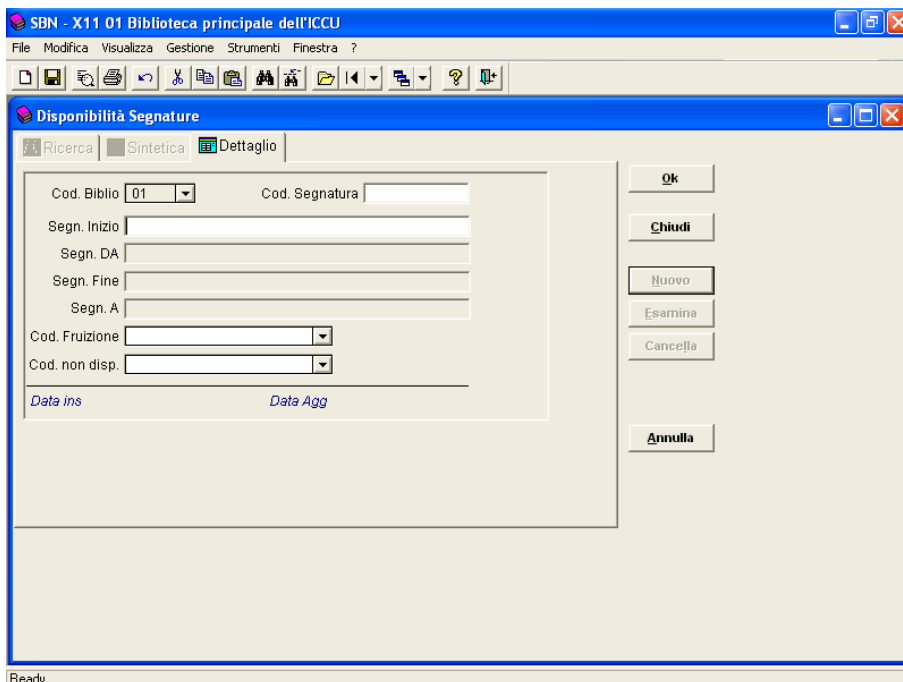 SBN - X11 01 Biblioteca principale dell'ICCU
File Modifica Visualizza Gestione Strumenti Finestra ?
Disponibilità Segnature
Ricerca Sintetica Dettaglio
Cod. Biblio 01 Cod. Segnatura
Ok
Segn. Inizio
Chiudi
Segn. DA
Segn. Fine
Nuovo
Segn. A
Esamina
Cod. Fruizione
Cancella
Cod. non disp.
Data ins Data Agg
Annulla
Ready